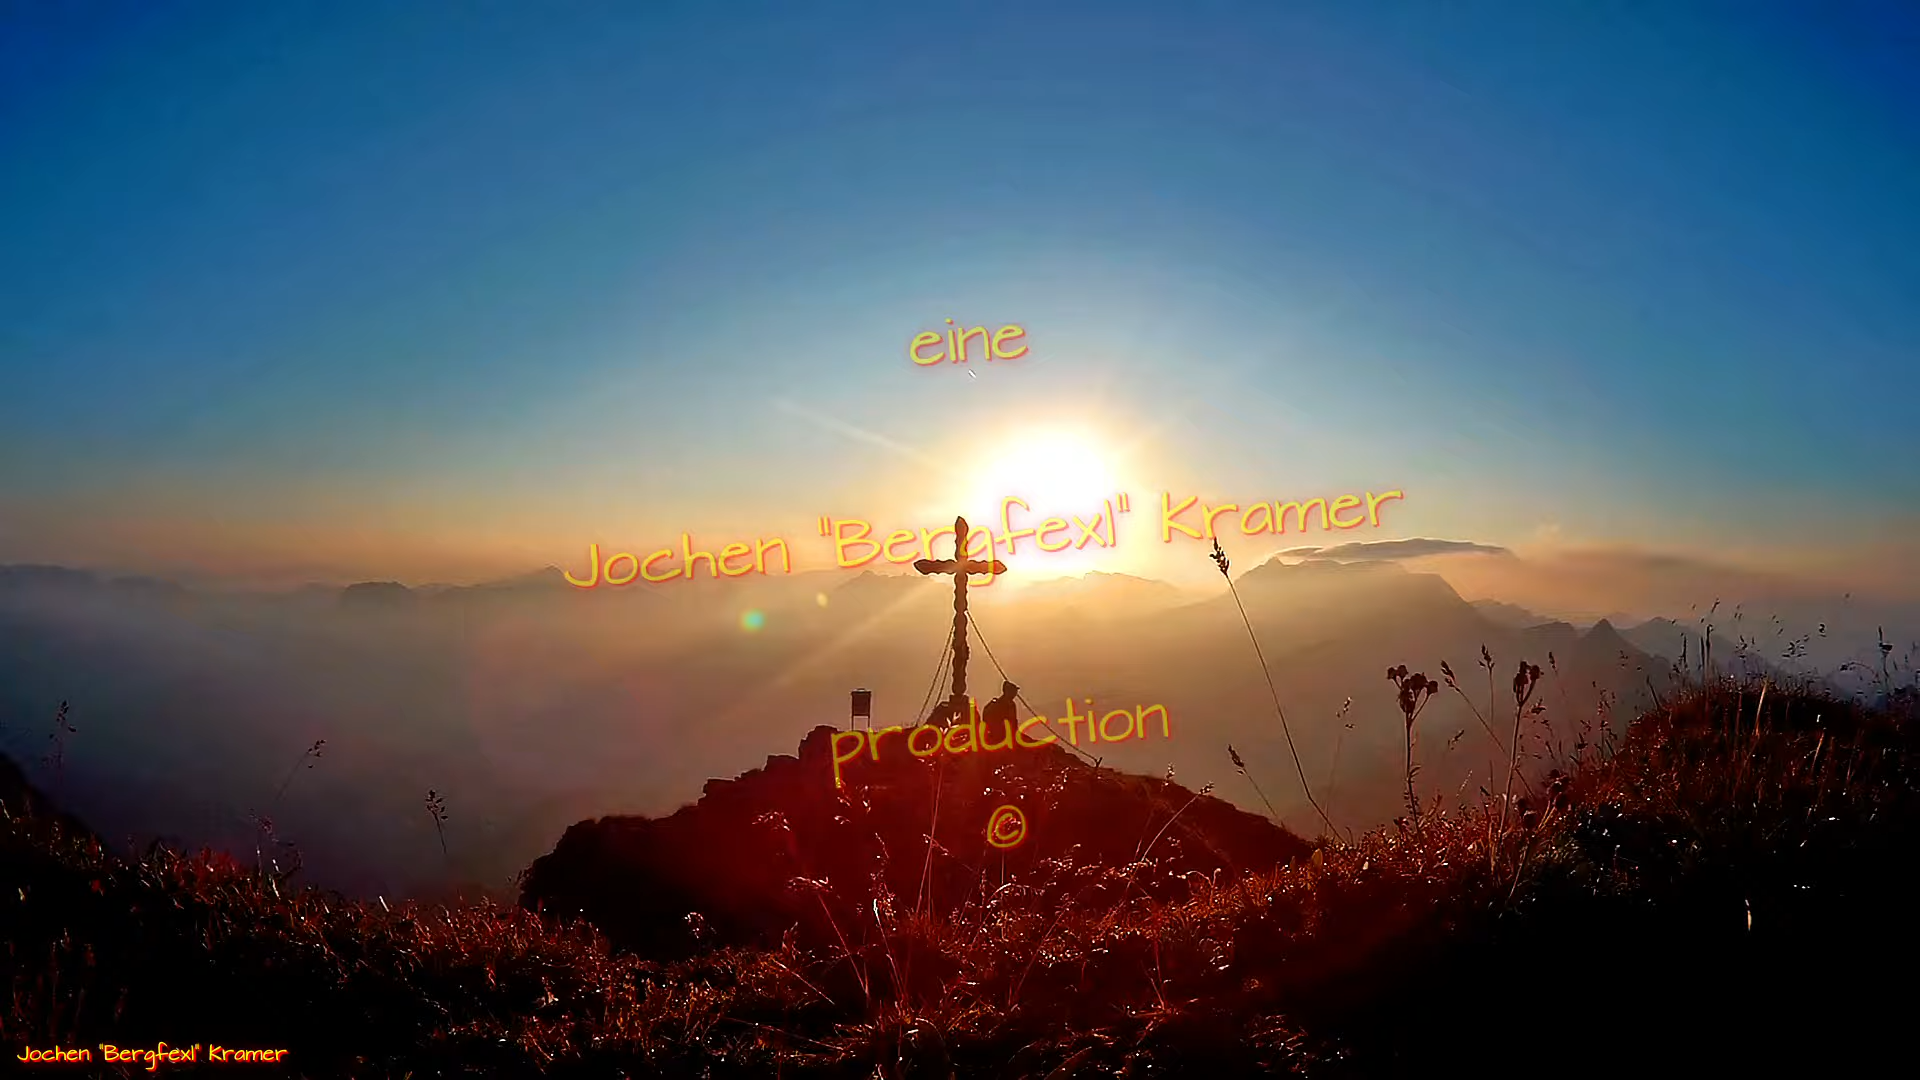 eine
Jochen "Bergfexl" Kramer
production
©
Jochen "Bergfexl" Kramer